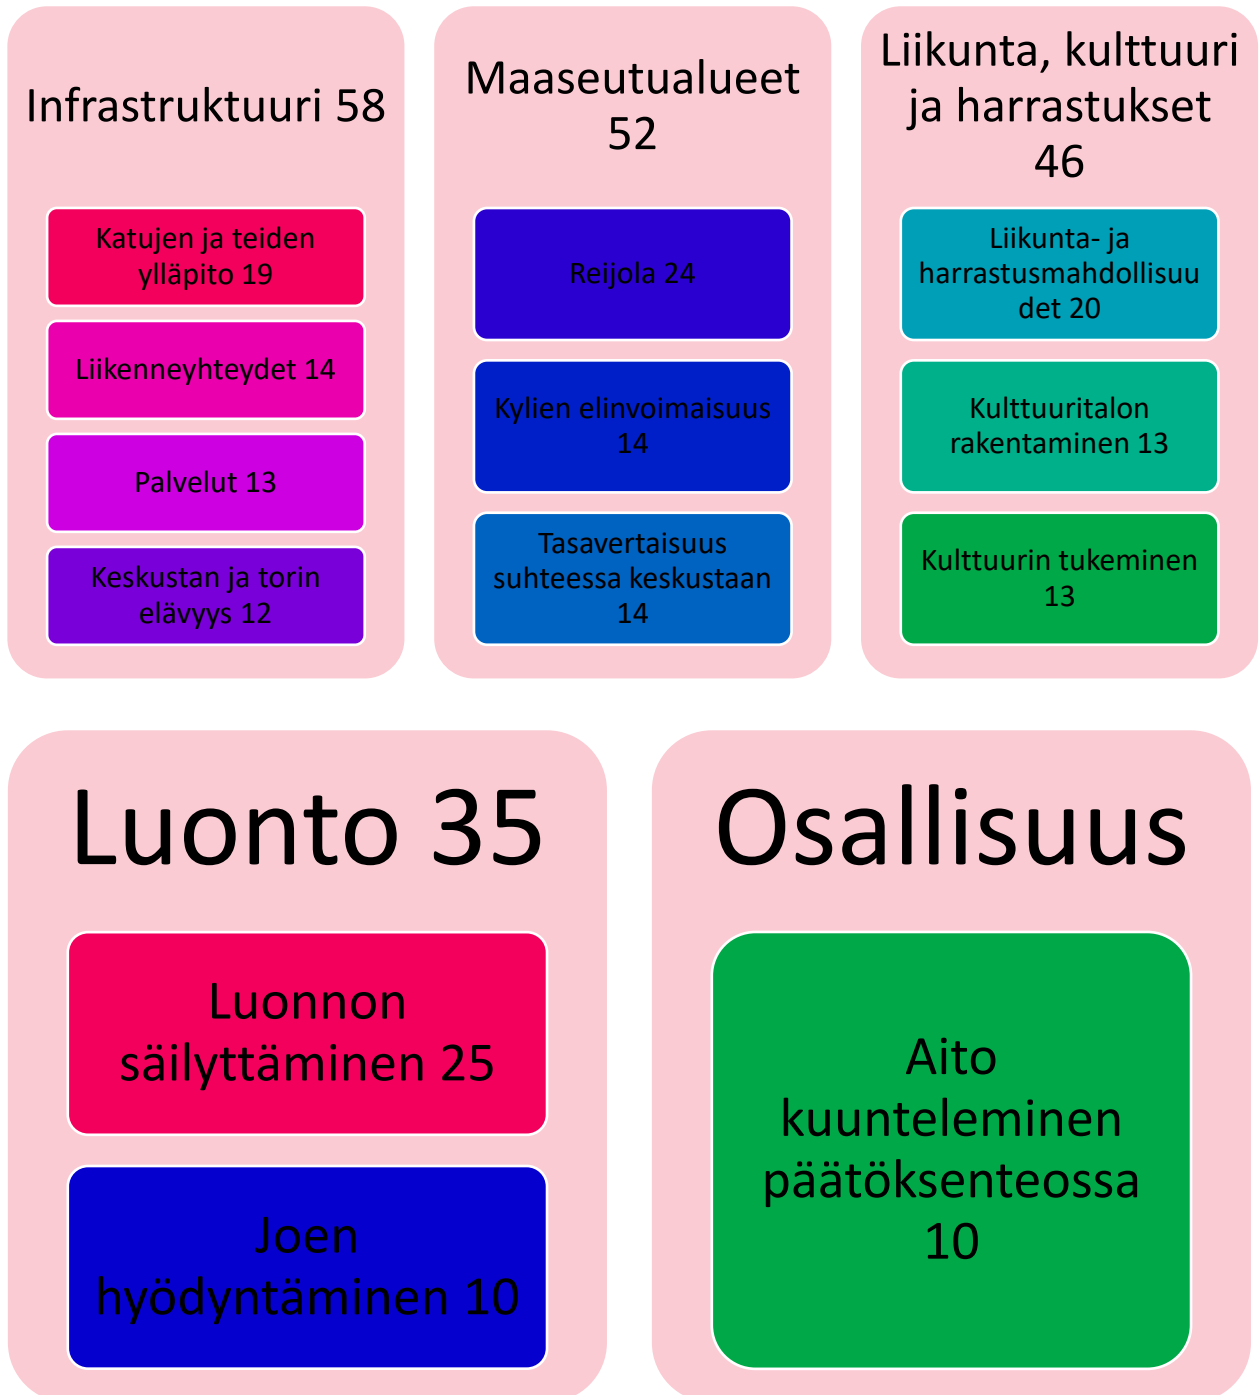 Infrastruktuuri 58
Katujen ja teiden
ylläpito 19
Liikenneyhteydet 14
Palvelut 13
Keskustan ja torin
elävyys 12
Maaseutualueet
52
Reijola 24
Kylien elinvoimaisuus
14
Tasavertaisuus
suhteessa keskustaan
14
Liikunta, kulttuuri
ja harrastukset
46
Liikunta- ja
harrastusmahdollisuu
det 20
Kulttuuritalon
rakentaminen 13
Kulttuurin tukeminen
13
Luonto 35
Luonnon
säilyttäminen 25
Joen
hyödyntäminen 10
Osallisuus
Aito
kuunteleminen
päätöksenteossa
10